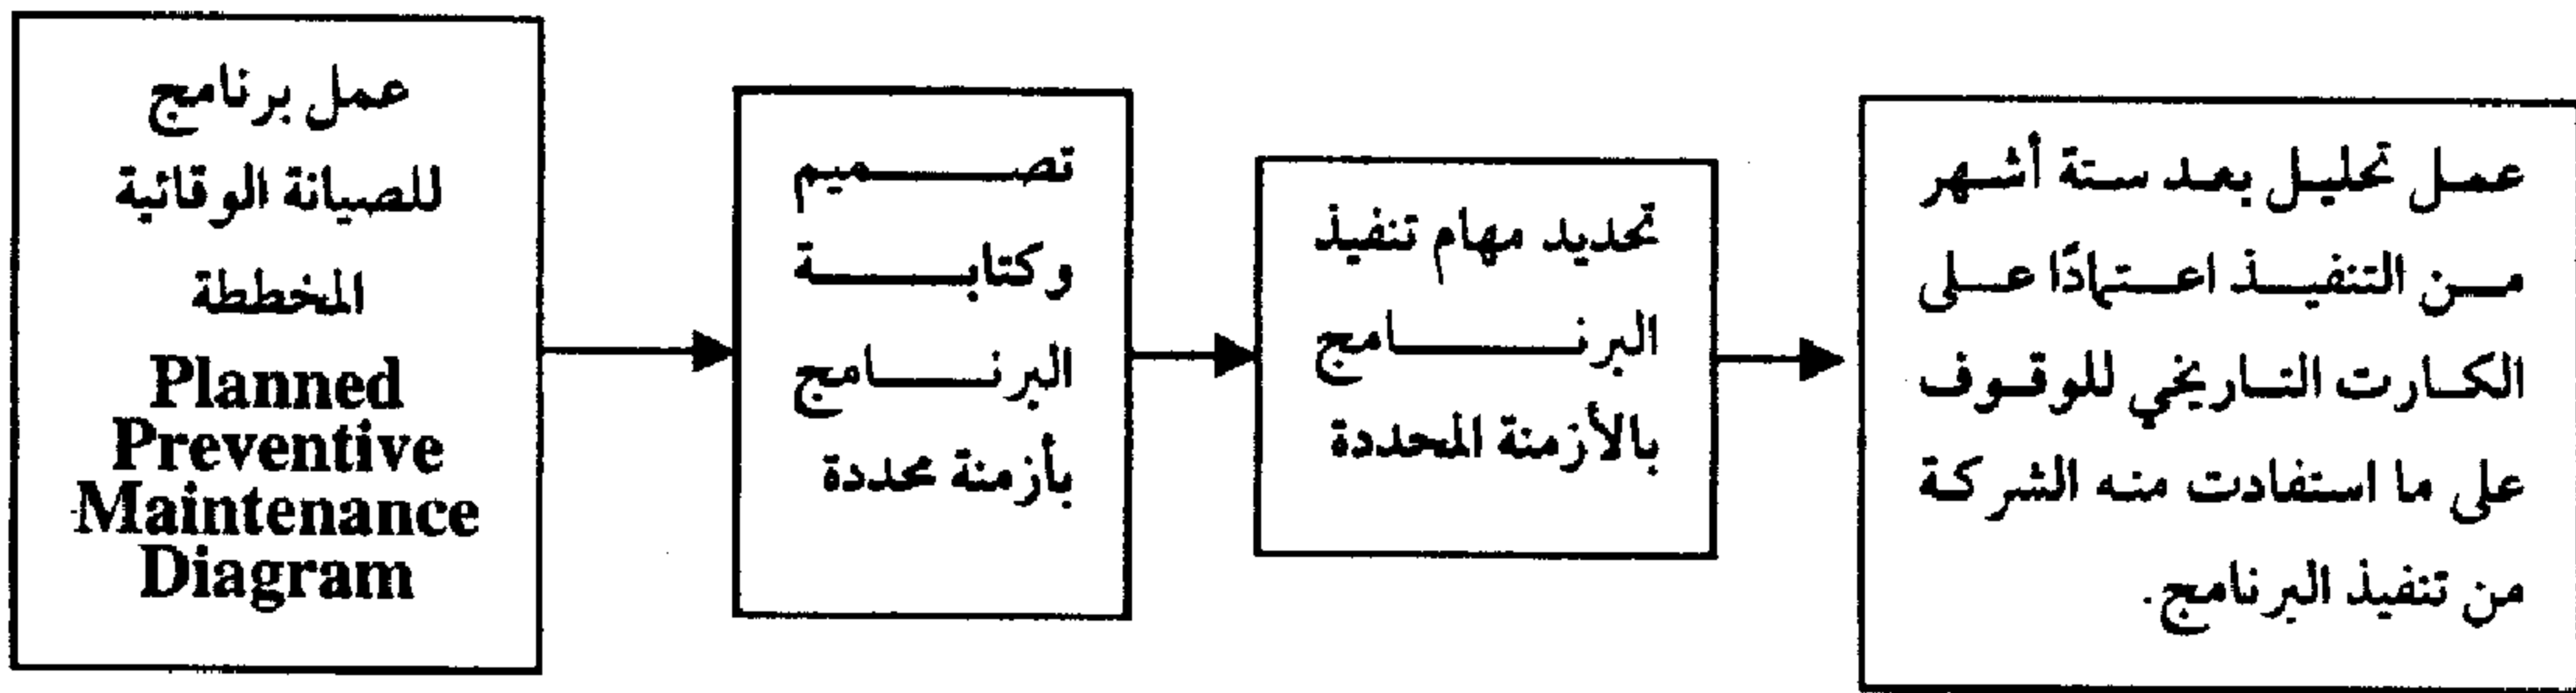 عمل برنامج
للصيانة الوقائية
المخططة
Planned
Preventive
Maintenance
Diagram
تصميم
وكتابة
البرنامج
بأزمنة محددة
تحديد مهام تنفيذ
البرنامج
بالأزمنة المحددة
عمل تحليل بعد ستة أشهر
من التنفيذ اعتمادًا على
الكارت التاريخي للوقوف
على ما استفادت منه الشركة
من تنفيذ البرنامج.